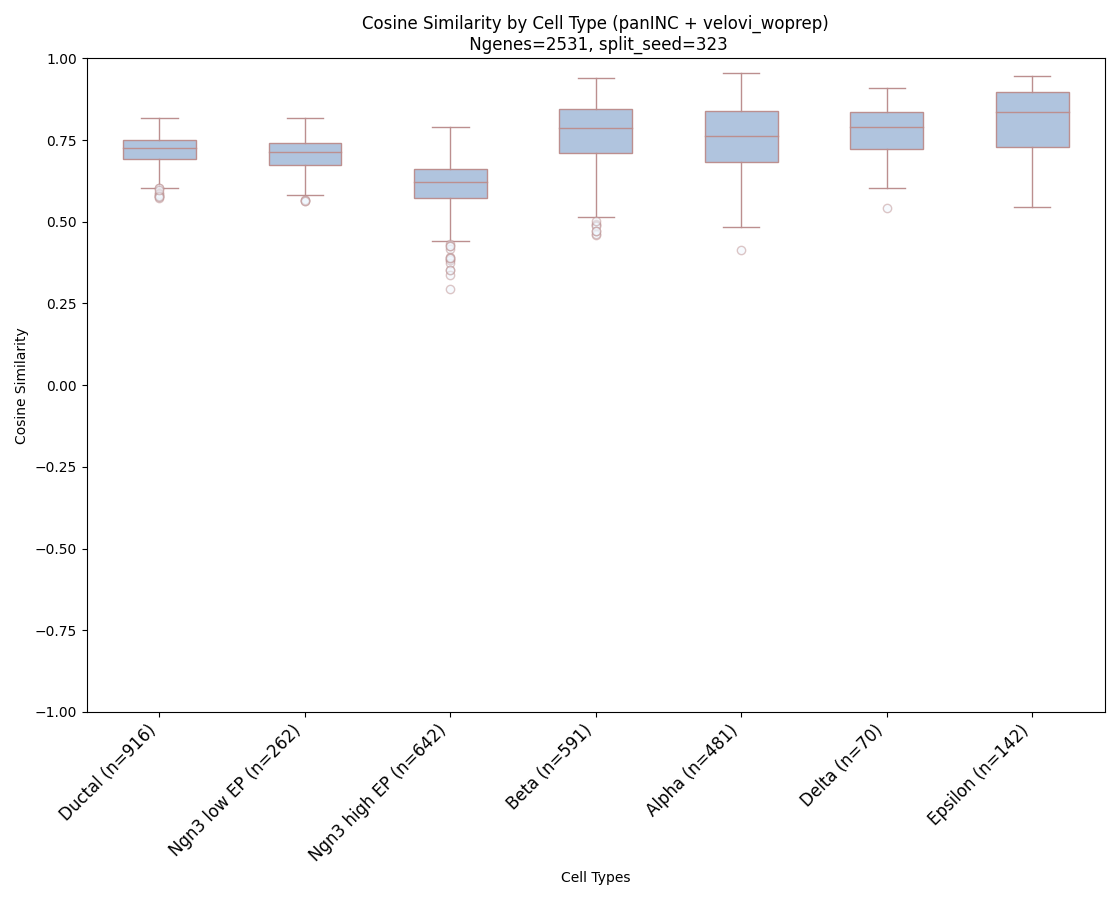 Cosine Similarity by Cell Type (panINC + velovi_woprep)
Ngenes=2531, split_seed=323
1.00
0.75
0.50
0.25
0.00
−0.25
−0.50
−0.75
−1.00
Cosine Similarity
Ductal (n=916)
Ngn3 low EP (n=262)
Ngn3 high EP (n=642)
Beta (n=591)
Alpha (n=481)
Delta (n=70)
Epsilon (n=142)
Cell Types